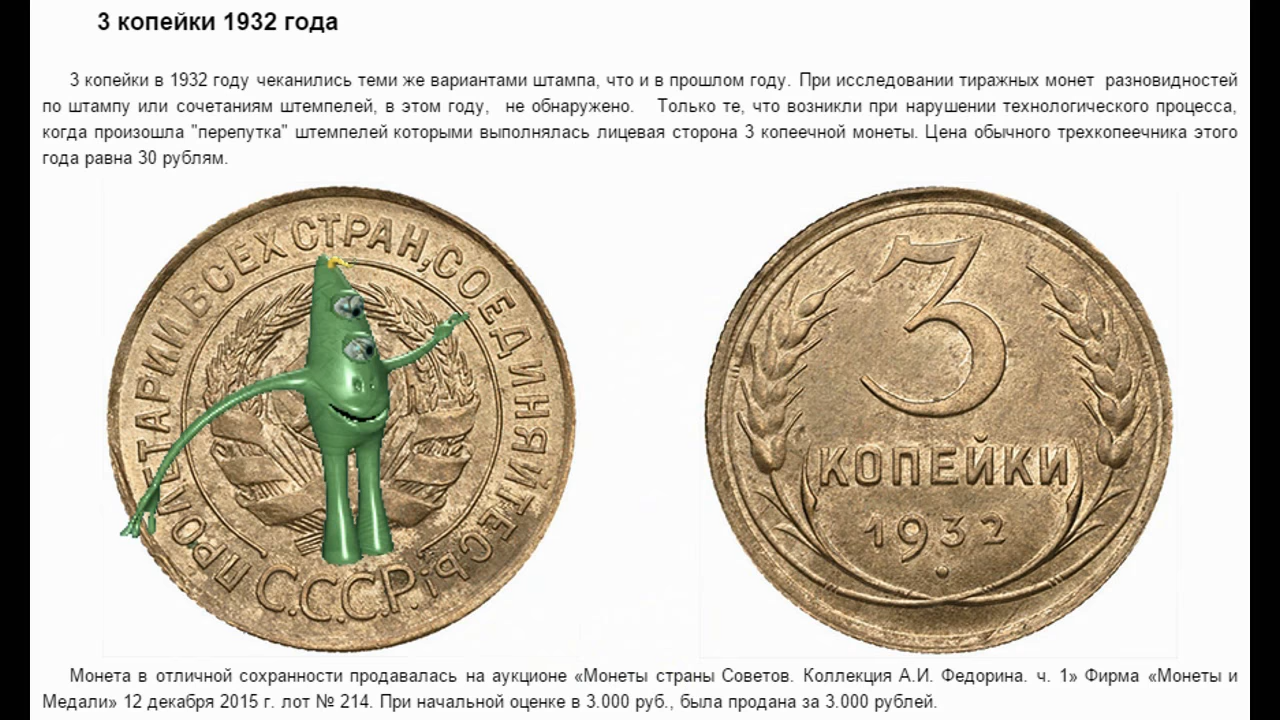 3 копейки 1932 года
3 копейки в 1932 году чеканились теми же вариантами штампа, что и в прошлом году. При исследовании тиражных монет разновидностей
по штампу или сочетаниям штемпелей, в этом году, не обнаружено. Только те, что возникли при нарушении технологического процесса,
когда произошла "перепутка" штемпелей которыми выполнялась лицевая сторона 3 копеечной монеты. Цена обычного трехкопеечника этого
года равна 30 рублям.
ПРОЛЕТАРИИ ВСЕХ СТРАН, СОЕДИНЯЙТЕСЬ!
С.С.С.Р.
3
КОПЕЙКИ
1932
Монета в отличной сохранности продавалась на аукционе «Монеты страны Советов. Коллекция А.И. Федорина. ч. 1» Фирма «Монеты и
Медали» 12 декабря 2015 г. лот № 214. При начальной оценке в 3.000 руб., была продана за 3.000 рублей.